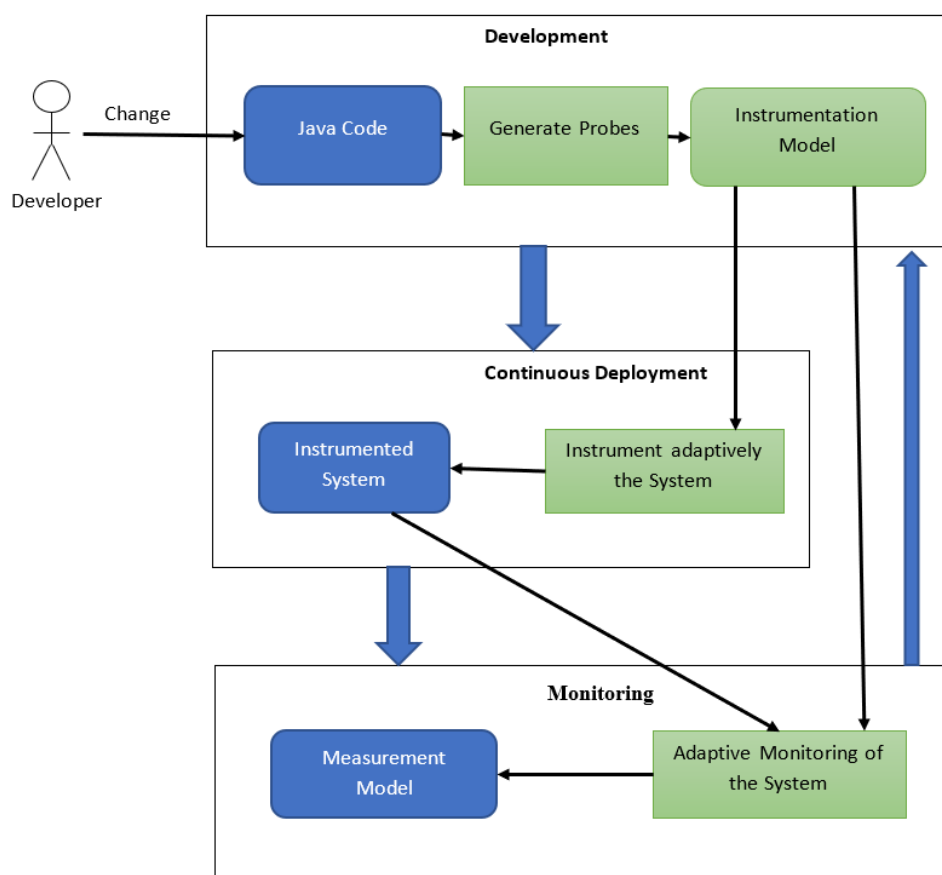 Development
Change
Developer
Java Code
Generate Probes
Instrumentation
Model
Continuous Deployment
Instrumented
System
Instrument adaptively
the System
Monitoring
Measurement
Model
Adaptive Monitoring of
the System